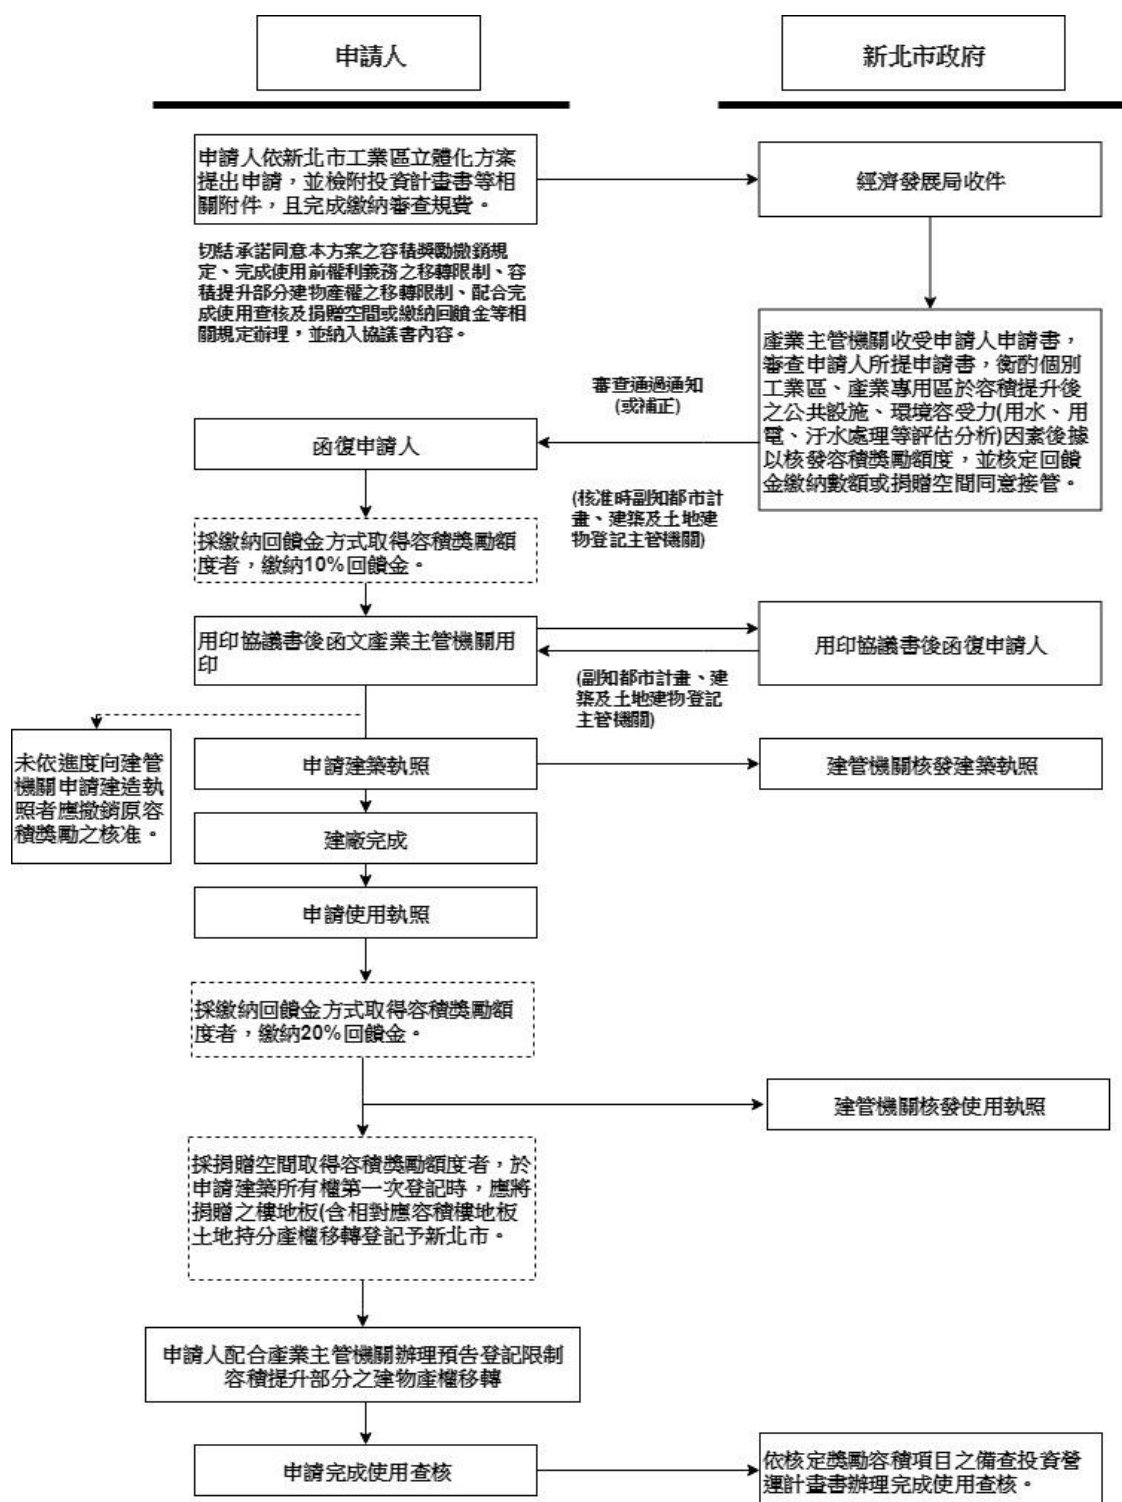 申請人
新北市政府
申請人依新北市工業區立體化方案
提出申請，並檢附投資計畫書等相
關附件，且完成繳納審查規費。
經濟發展局收件
切結承諾同意本方案之容積獎勵撤銷規
定、完成使用前權利義務之移轉限制、容
積提升部分建物產權之移轉限制、配合完
成使用查核及捐贈空間或繳納回饋金等相
關規定辦理，並納入協議書內容。
產業主管機關收受申請人申請書，
審查申請人所提申請書，衡酌個別
工業區、產業專用區於容積提升後
之公共設施、環境容受力(用水、用
電、汙水處理等評估分析)因素後據
以核發容積獎勵額度，並核定回饋
金繳納數額或捐贈空間同意接管。
審查通過通知
(或補正)
函復申請人
(核准時副知都市計
畫、建築及土地建
物登記主管機關)
採繳納回饋金方式取得容積獎勵額
度者，繳納10%回饋金。
用印協議書後函文產業主管機關用
印
用印協議書後函復申請人
(副知都市計畫、建
築及土地建物登記
主管機關)
未依進度向建管
機關申請建造執
照者應撤銷原容
積獎勵之核准。
申請建築執照
建管機關核發建築執照
建廠完成
申請使用執照
採繳納回饋金方式取得容積獎勵額
度者，繳納20%回饋金。
建管機關核發使用執照
採捐贈空間取得容積獎勵額度者，於
申請建築所有權第一次登記時，應將
捐贈之樓地板(含相對應容積樓地板
土地持分產權移轉登記予新北市。
申請人配合產業主管機關辦理預告登記限制
容積提升部分之建物產權移轉
申請完成使用查核
依核定獎勵容積項目之備查投資營
運計畫書辦理完成使用查核。